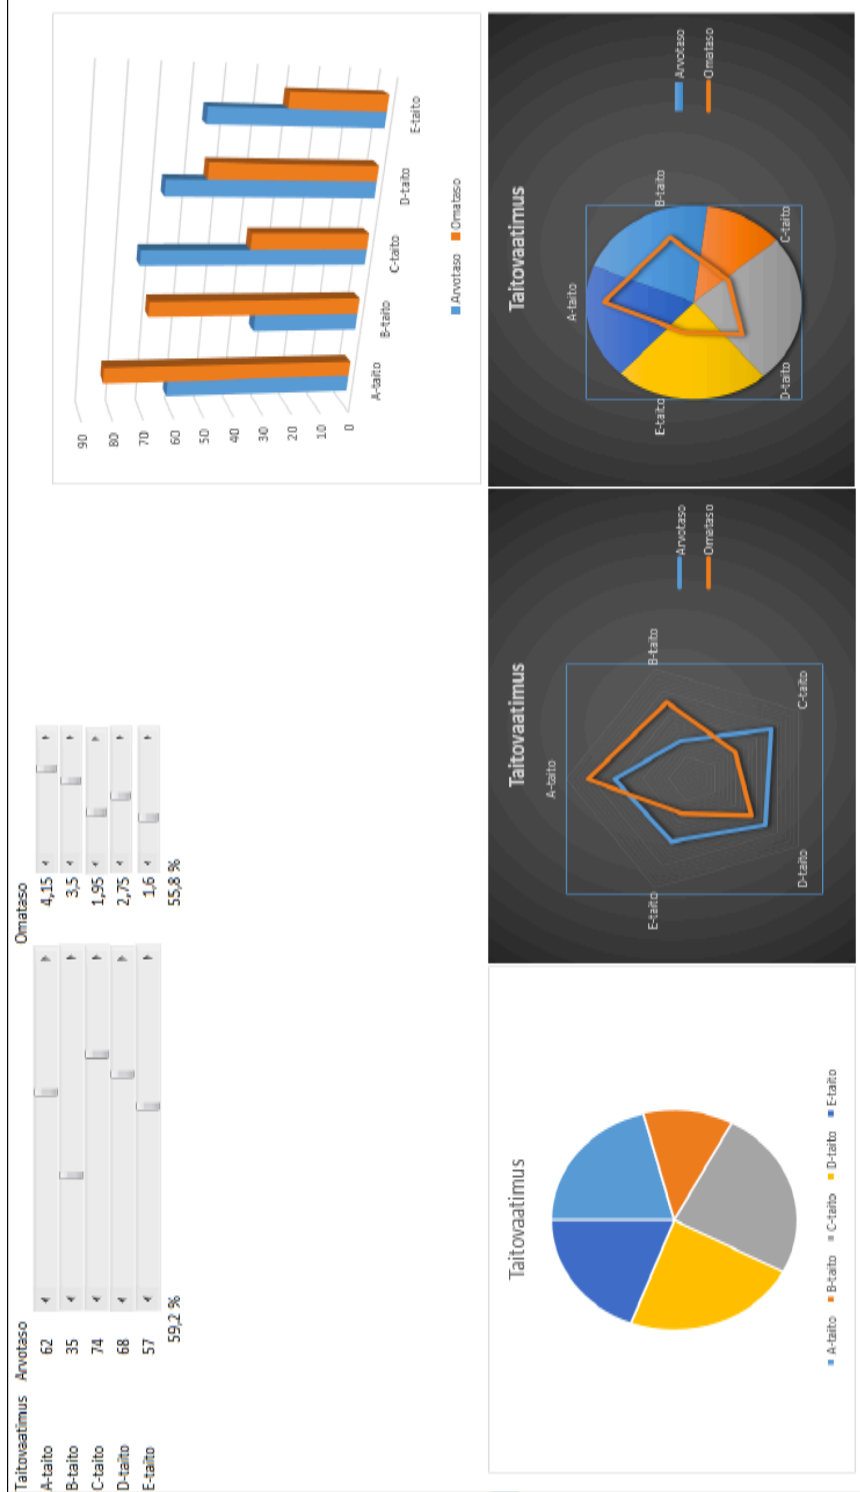 Taitovaatimus Arvotaso Omataso
A-taito 62 4,15
B-taito 35 3,5
C-taito 74 1,95
D-taito 68 2,75
E-taito 57 1,6
59,2 % 55,8 %
90
80
70
60
50
40
30
20
10
0
A-taito B-taito C-taito D-taito E-taito
Arvotaso Omataso
Taitovaatimus
A-taito B-taito C-taito D-taito E-taito
Taitovaatimus
A-taito
B-taito
C-taito
D-taito
E-taito
Arvotaso
Omataso
Taitovaatimus
A-taito
B-taito
C-taito
D-taito
E-taito
Arvotaso
Omataso